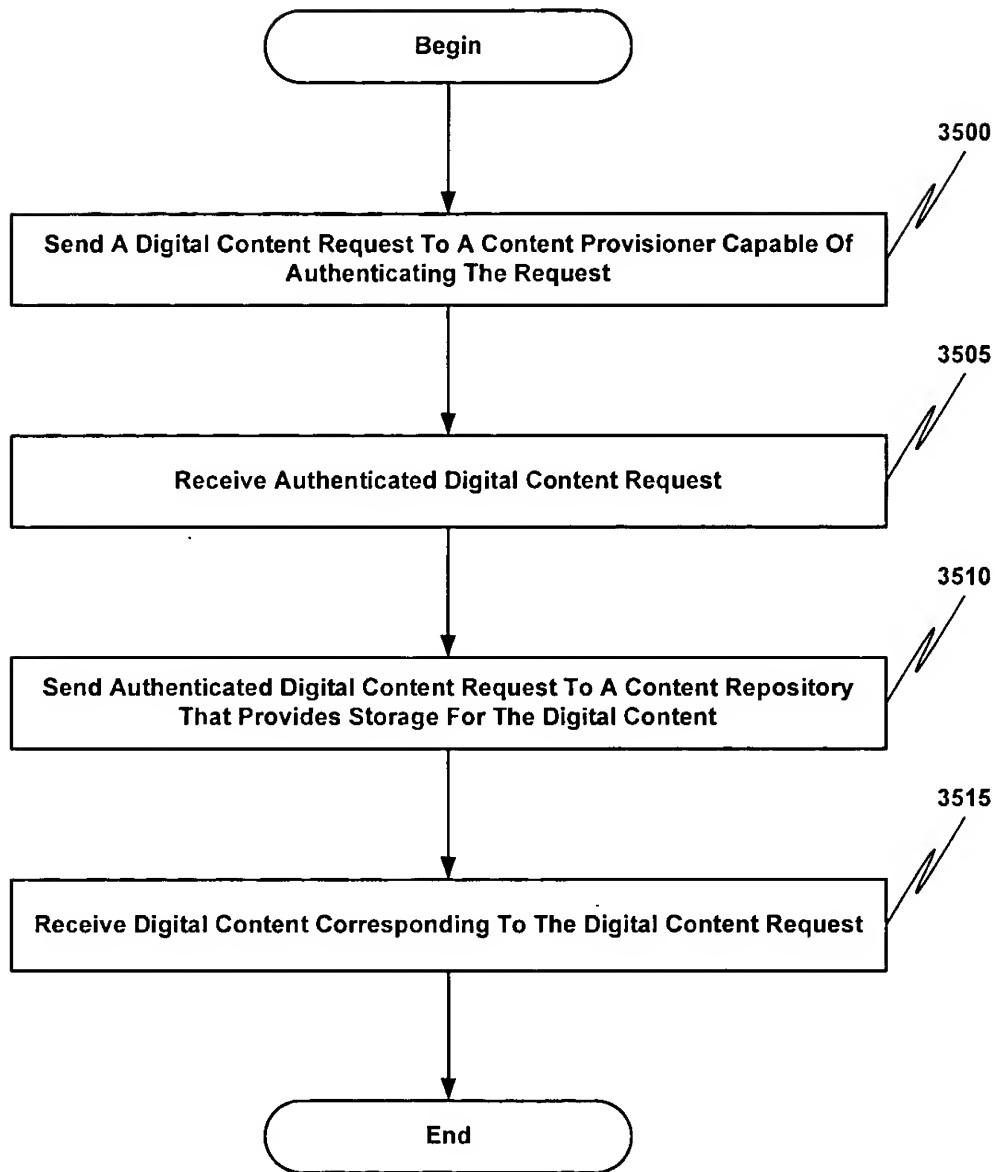 Begin
3500
Send A Digital Content Request To A Content Provisioner Capable Of
Authenticating The Request
3505
Receive Authenticated Digital Content Request
3510
Send Authenticated Digital Content Request To A Content Repository
That Provides Storage For The Digital Content
3515
Receive Digital Content Corresponding To The Digital Content Request
End